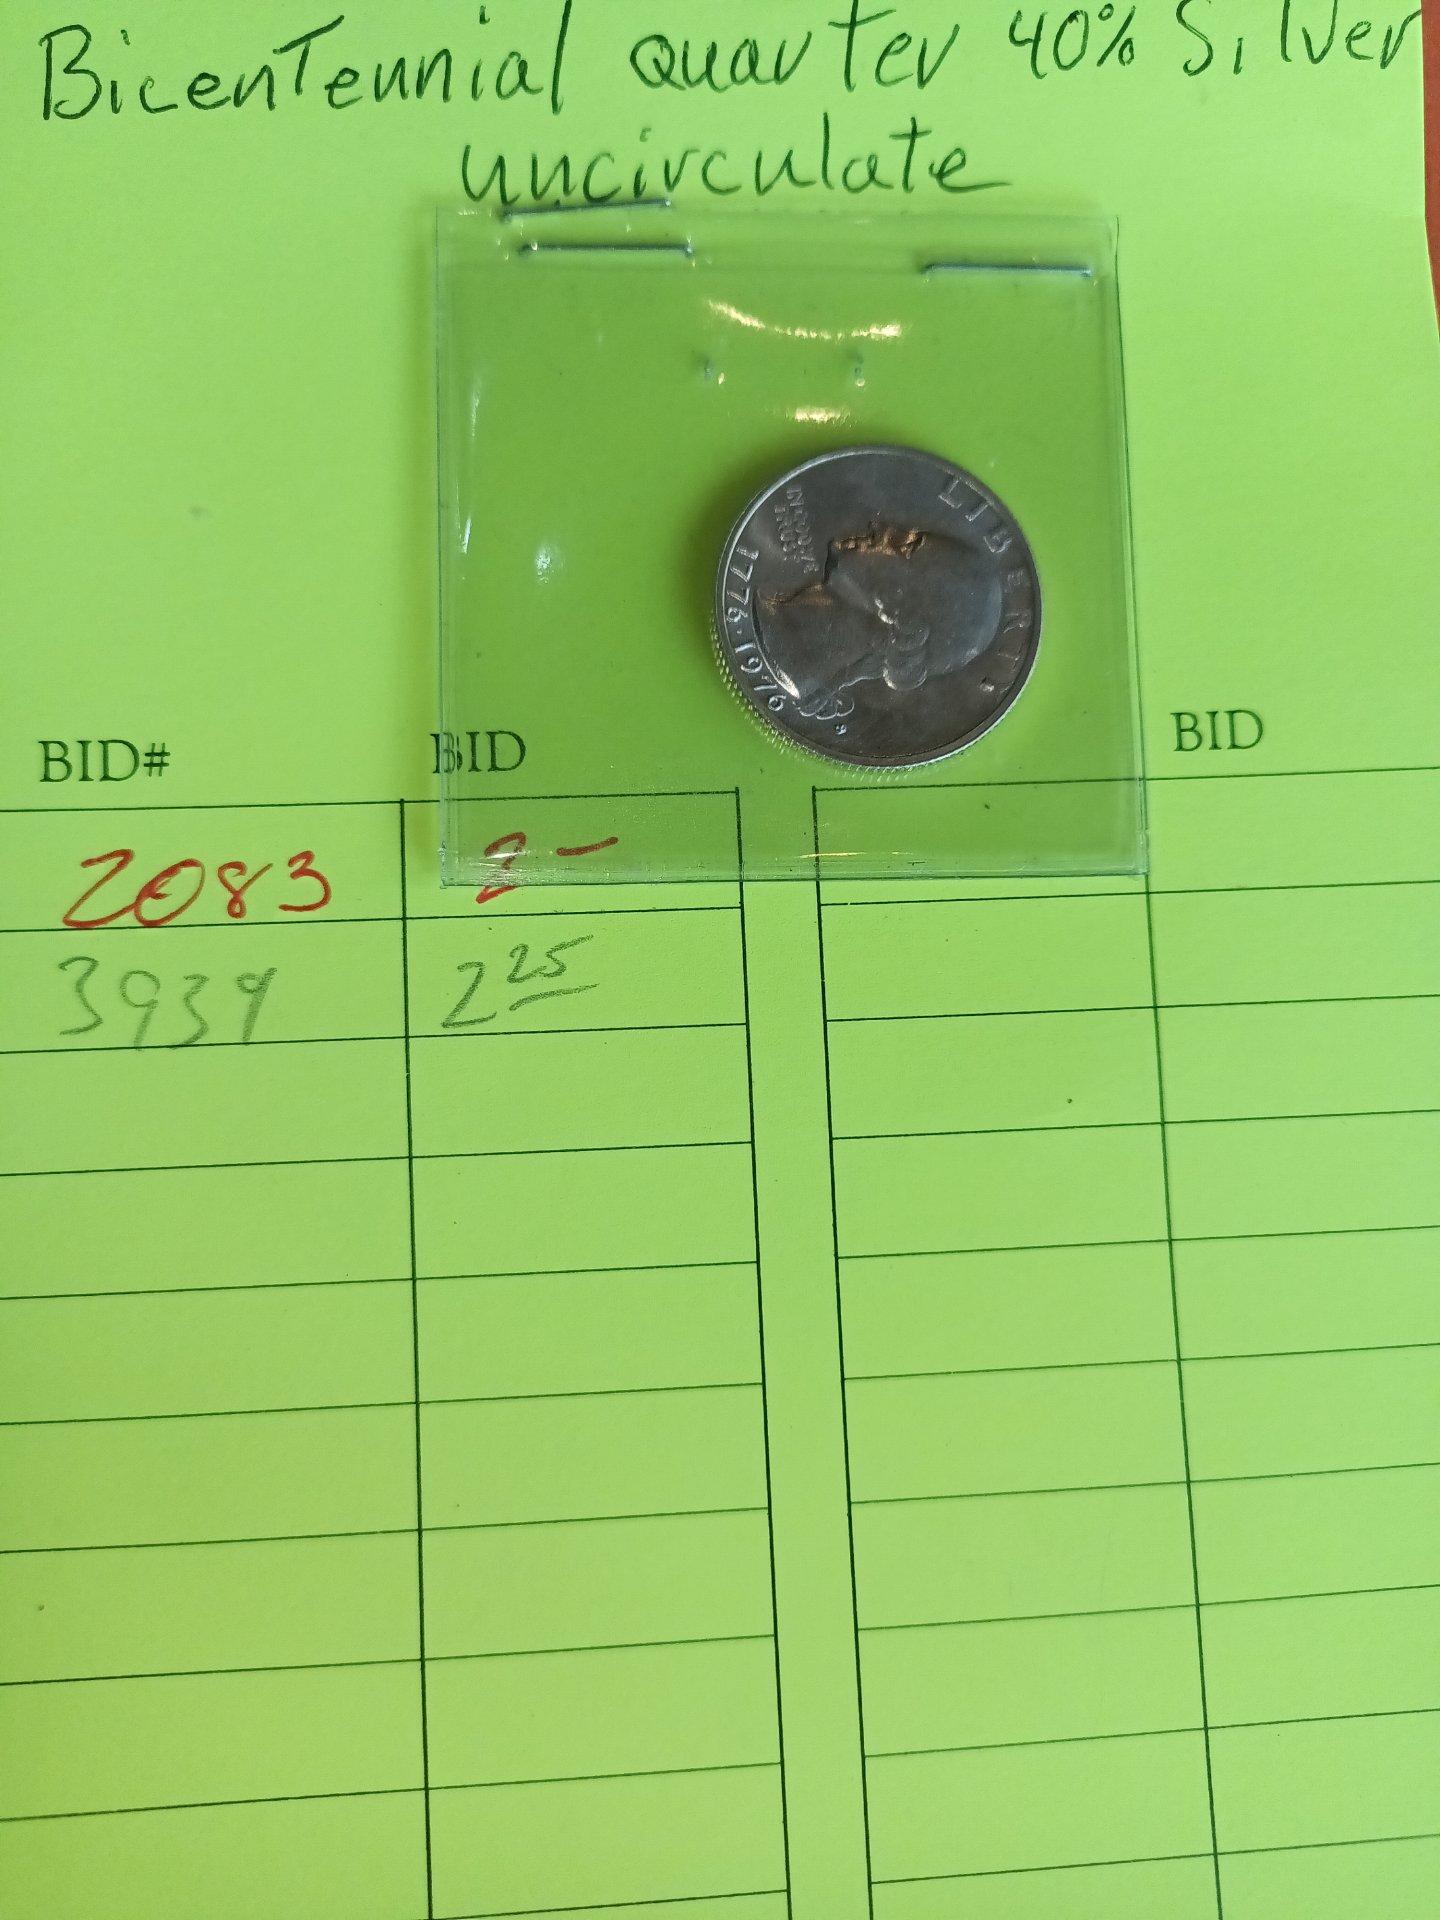 Bicentennial quarter 40% Silver
uncirculate
LIBERTY
IN GOD WE
TRUST
1776·1976
S
BID# BID BID
2083 2-
3939 2 25